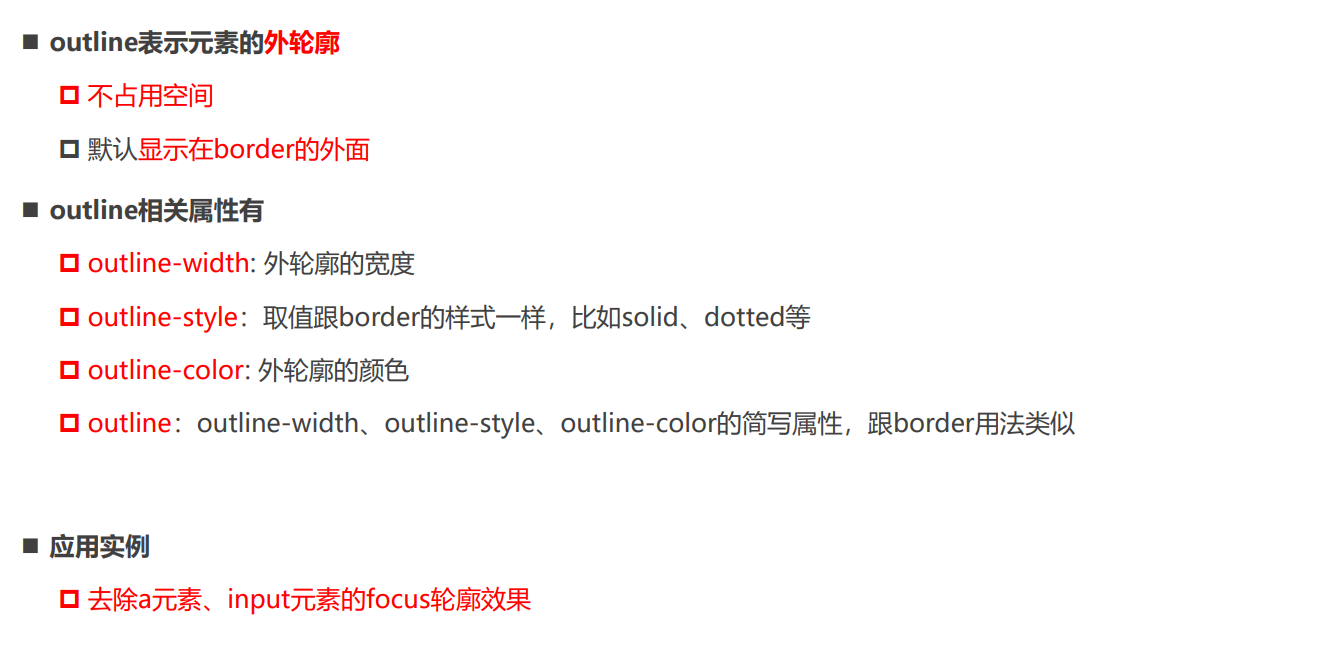 outline表示元素的外轮廓
不占用空间
默认显示在border的外面
outline相关属性有
outline-width: 外轮廓的宽度
outline-style：取值跟border的样式一样，比如solid、dotted等
outline-color: 外轮廓的颜色
outline：outline-width、outline-style、outline-color的简写属性，跟border用法类似
应用实例
去除a元素、input元素的focus轮廓效果